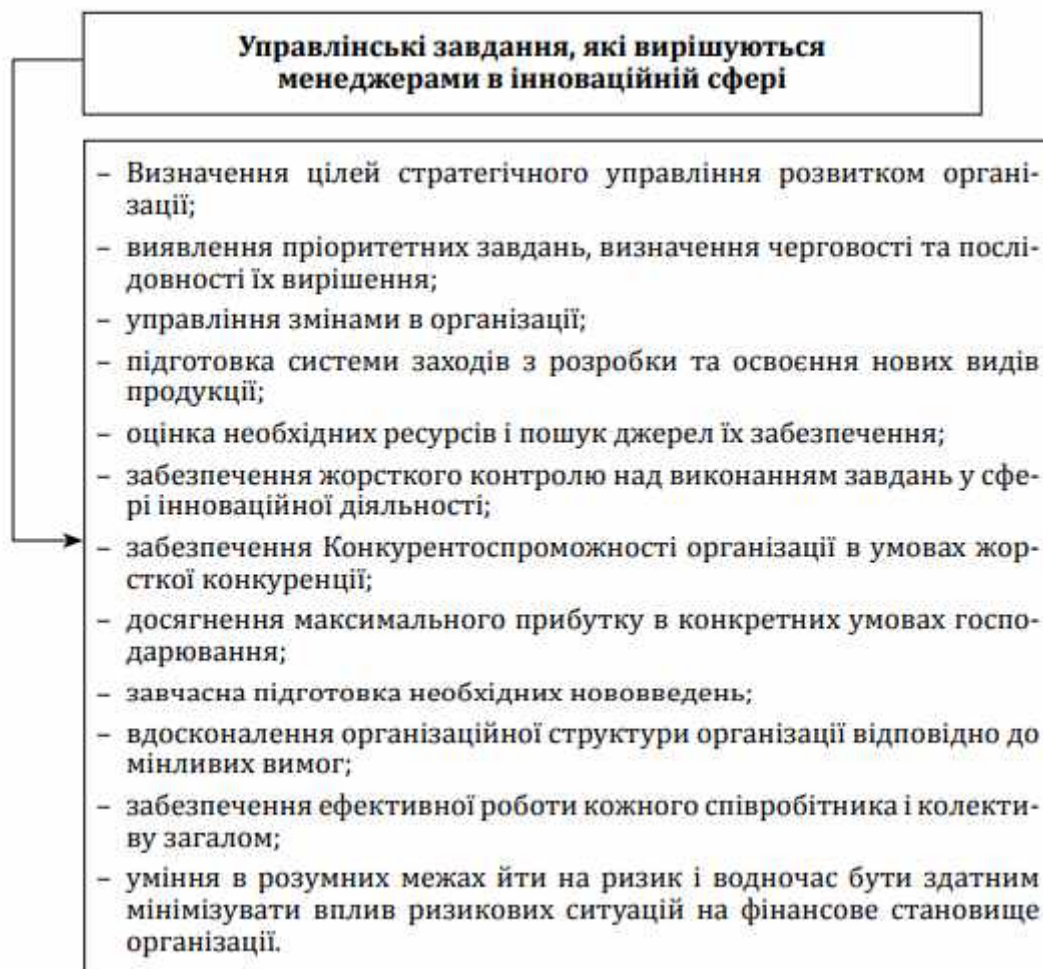 Управлінські завдання, які вирішуються
менеджерами в інноваційній сфері
– Визначення цілей стратегічного управління розвитком органі-
зації;
– виявлення пріоритетних завдань, визначення черговості та послі-
довності їх вирішення;
– управління змінами в організації;
– підготовка системи заходів з розробки та освоєння нових видів
продукції;
– оцінка необхідних ресурсів і пошук джерел їх забезпечення;
– забезпечення жорсткого контролю над виконанням завдань у сфе-
рі інноваційної діяльності;
– забезпечення Конкурентоспроможності організації в умовах жор-
сткої конкуренції;
– досягнення максимального прибутку в конкретних умовах госпо-
дарювання;
– завчасна підготовка необхідних нововведень;
– вдосконалення організаційної структури організації відповідно до
мінливих вимог;
– забезпечення ефективної роботи кожного співробітника і колекти-
ву загалом;
– уміння в розумних межах йти на ризик і водночас бути здатним
мінімізувати вплив ризикових ситуацій на фінансове становище
організації.